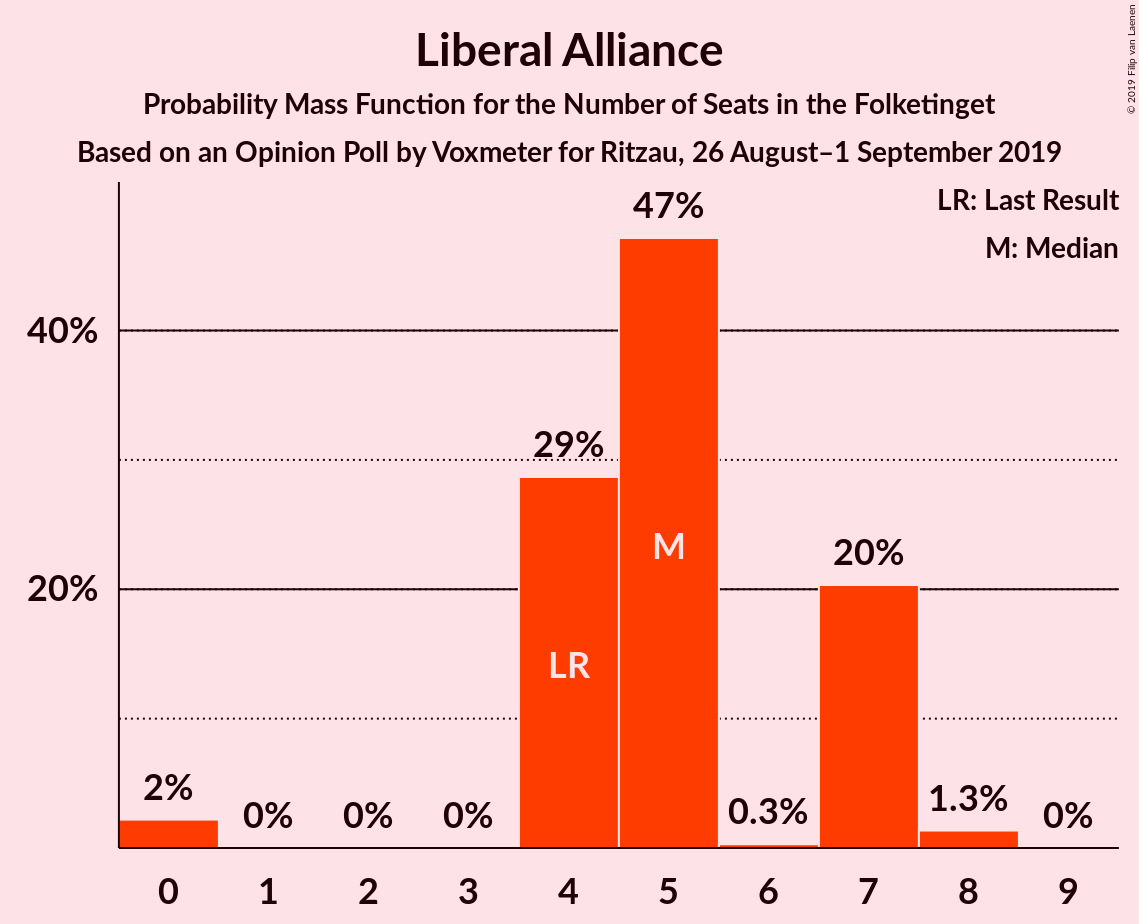 Liberal Alliance
Probability Mass Function for the Number of Seats in the Folketinget
Based on an Opinion Poll by Voxmeter for Ritzau, 26 August–1 September 2019
© 2019 Filip van Laenen
LR: Last Result
M: Median
47%
40%
29%
M
20%
20%
LR
2%
0%
0%
0%
0.3%
1.3%
0%
0 1 2 3 4 5 6 7 8 9